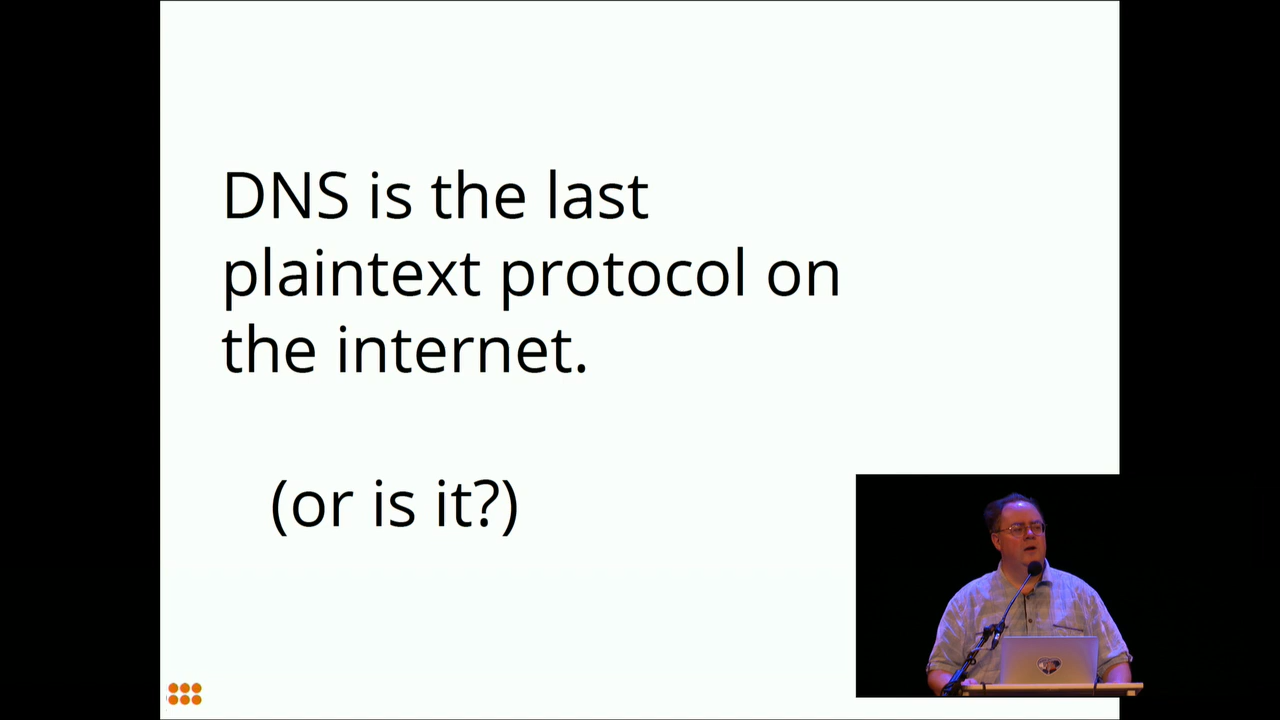 DNS is the last
plaintext protocol on
the internet.
(or is it?)